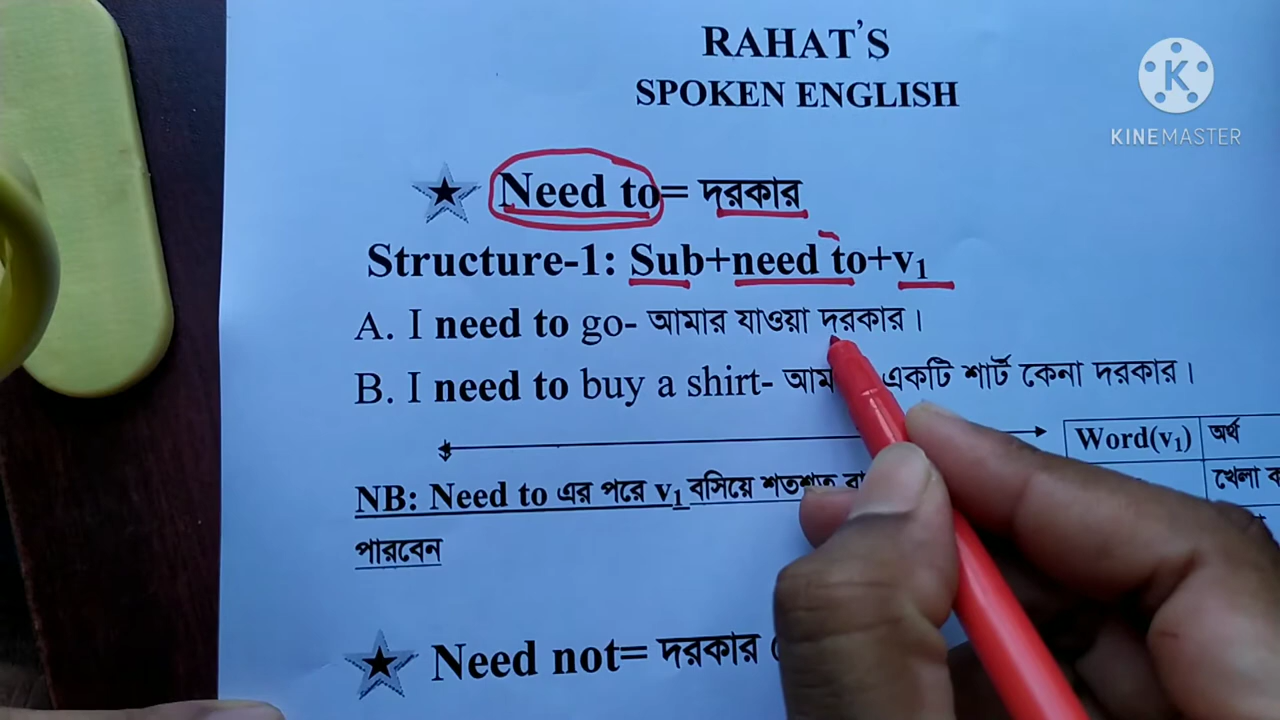 RAHAT'S
SPOKEN ENGLISH
KINEMASTER
Need to= দরকার
Structure-1: Sub+need to+v1
A. I need to go- আমার যাওয়া দরকার।
B. I need to buy a shirt- একটি শার্ট কেনা দরকার।
Word(v1) অর্থ
খেলা
NB: Need to এর পরে v1 বসিয়ে শতশত
পারবেন
Need not= দরকার